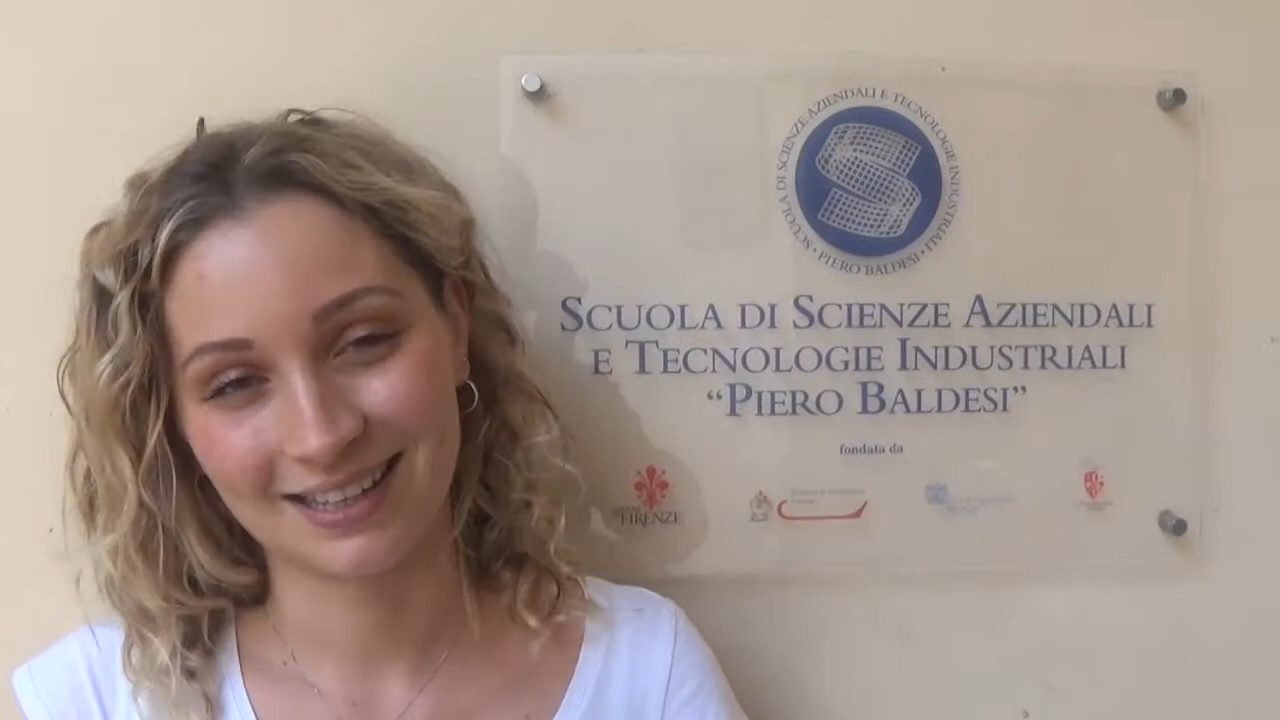 SCUOLA DI SCIENZE AZIENDALI E TECNOLOGIE INDUSTRIALI • PIERO BALDESI •
SCUOLA DI SCIENZE AZIENDALI
E TECNOLOGIE INDUSTRIALI
“PIERO BALDESI”
fondata da
FIRENZE